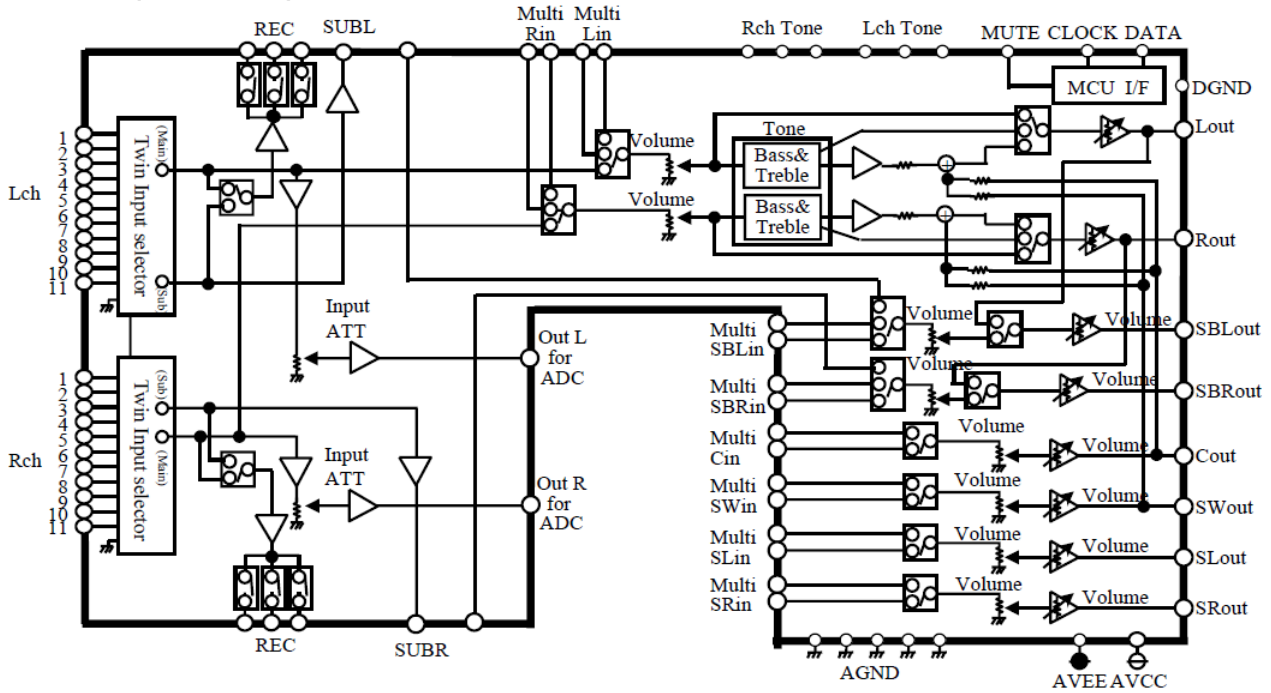 REC
SUBL
Multi Multi
Rin Lin
Rch Tone
Lch Tone
MUTE CLOCK DATA
MCU I/F
DGND
Lout
Rout
SBLout
SBRout
Cout
SWout
SLout
SRout
Lch
1
2
3
4
5
6
7
8
9
10
11
Twin Input selector
(Main)
(Sub)
Volume
Volume
Tone
Bass&
Treble
Bass&
Treble
Input
ATT
Out L
for
ADC
Rch
1
2
3
4
5
6
7
8
9
10
11
Twin Input selector
(Sub)
(Main)
Input
ATT
Out R
for
ADC
REC
SUBR
Multi
SBLin
Volume
Volume
Multi
SBRin
Volume
Volume
Multi
Cin
Volume
Volume
Multi
SWin
Volume
Volume
Multi
SLin
Volume
Volume
Multi
SRin
Volume
Volume
AGND
AVEE AVCC